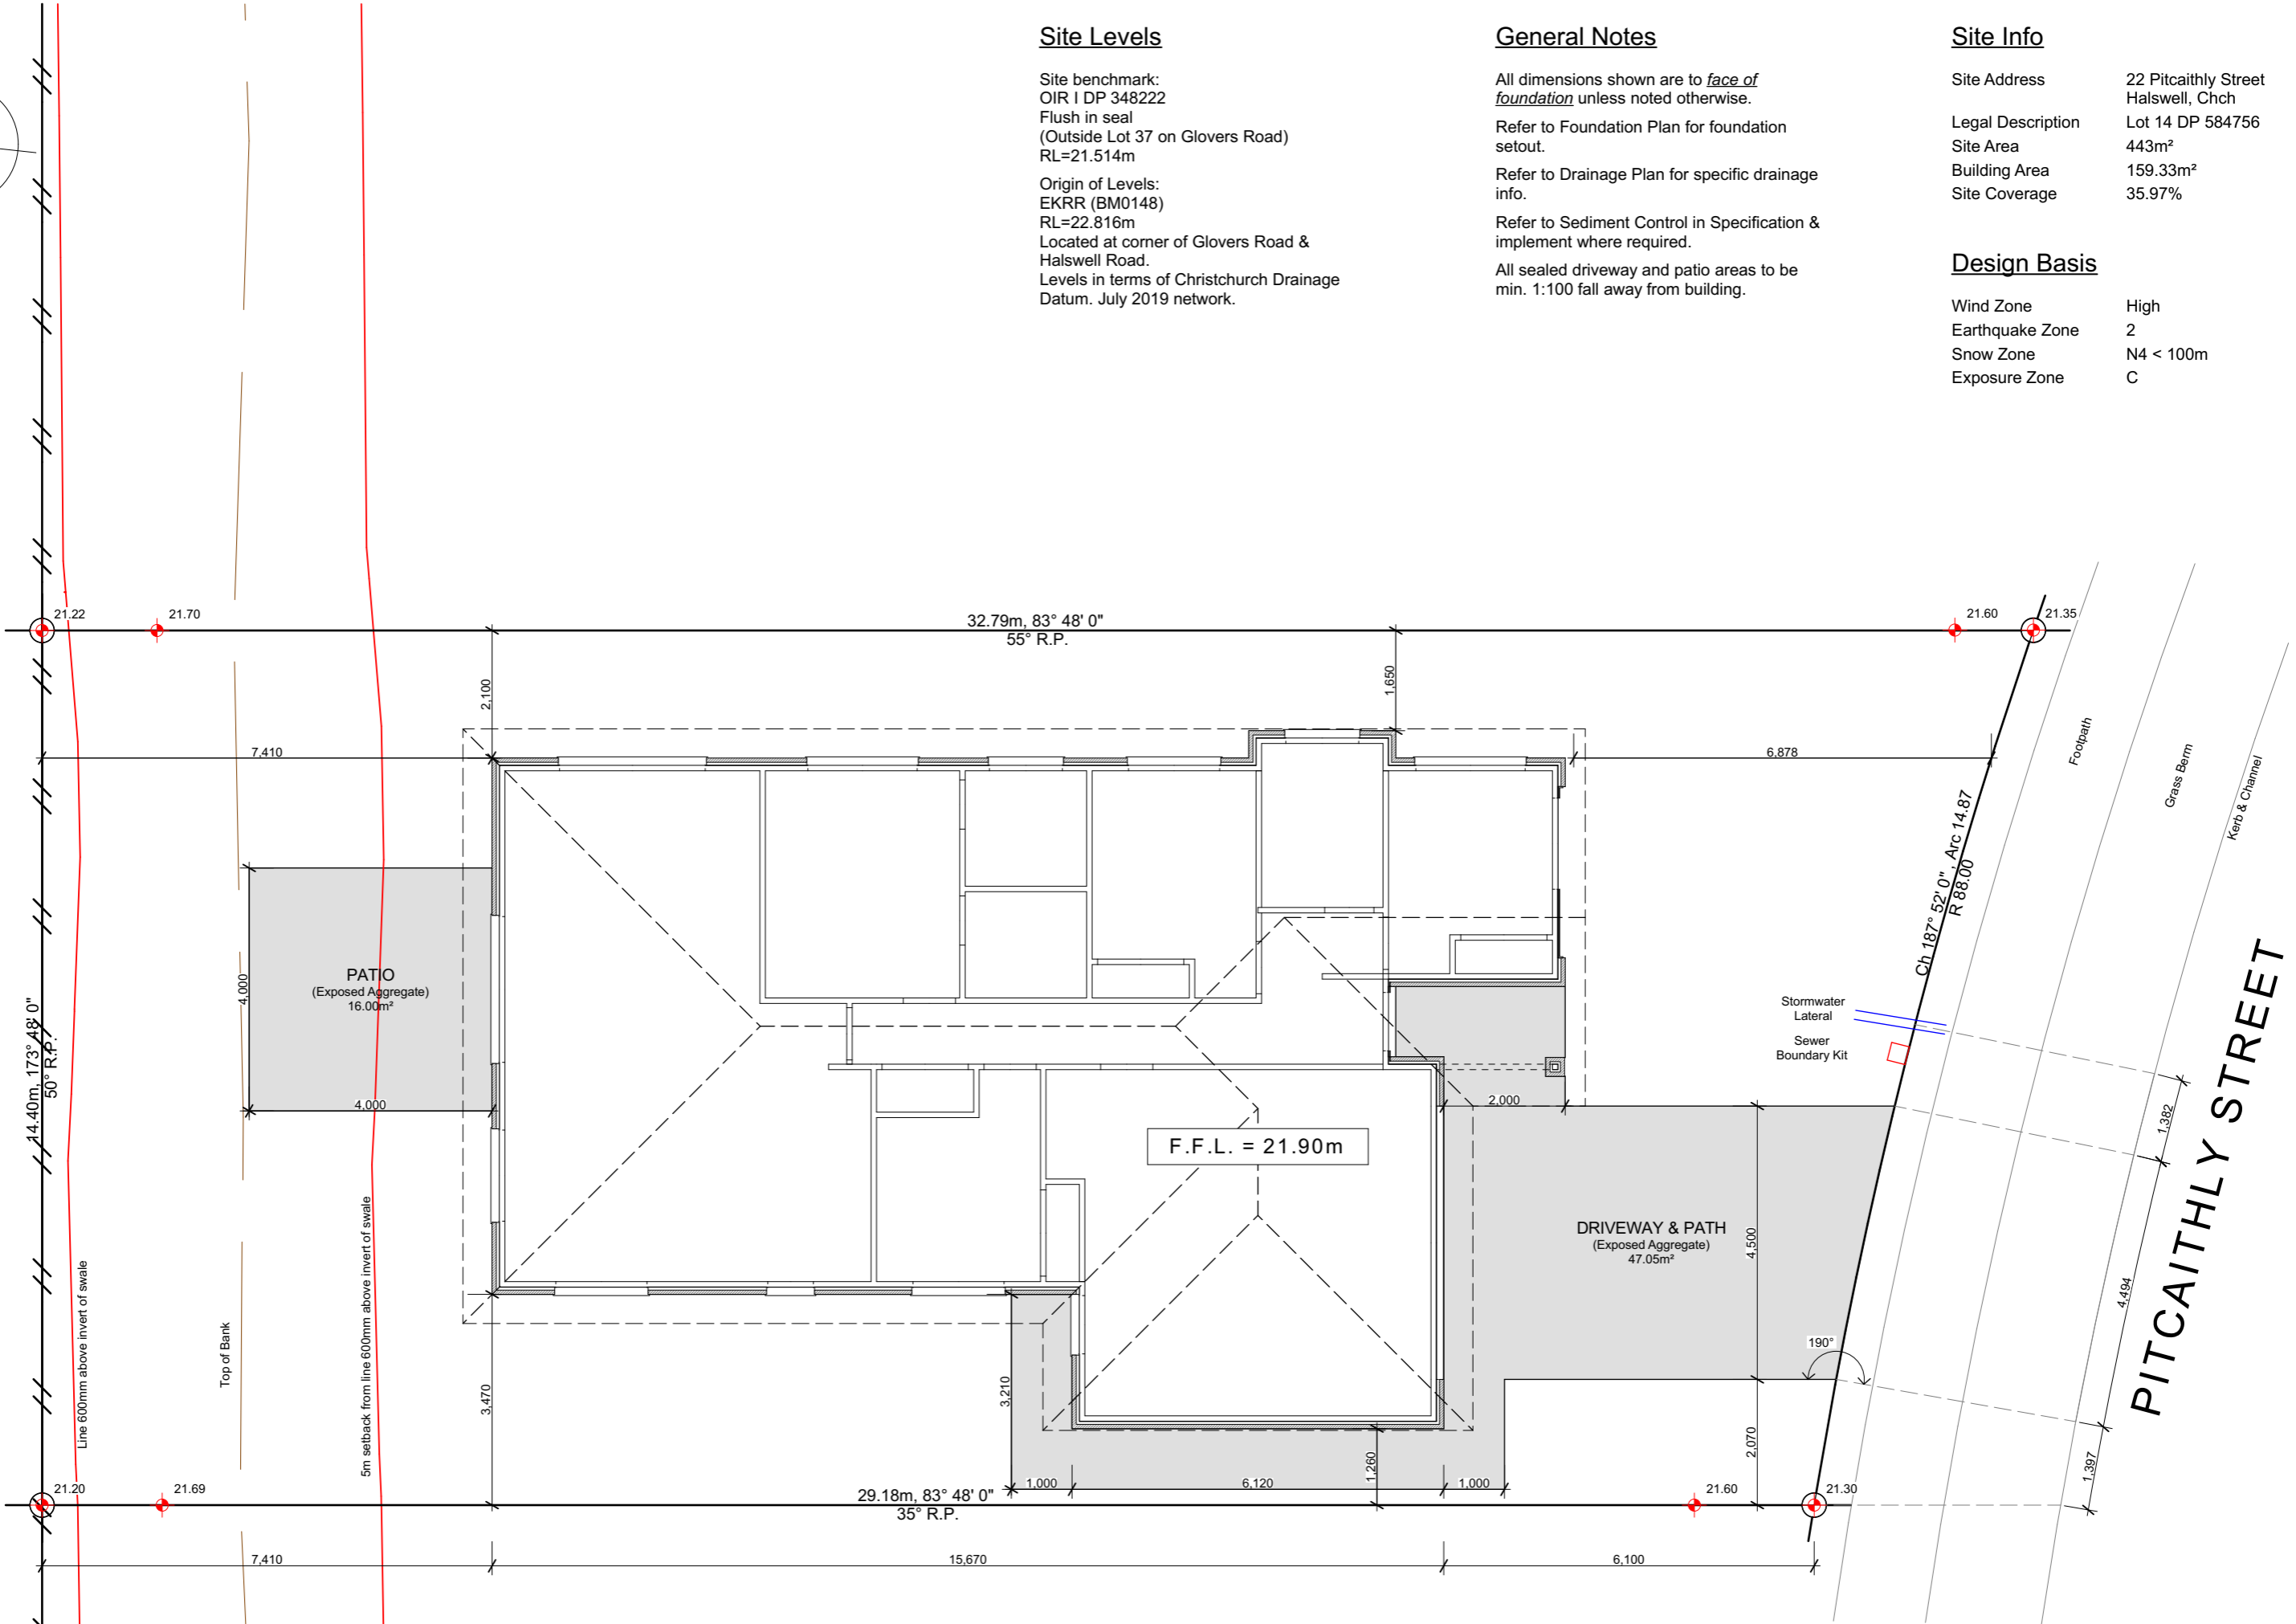 Site Levels
Site benchmark:
OIR I DP 348222
Flush in seal
(Outside Lot 37 on Glovers Road)
RL=21.514m
Origin of Levels:
EKRR (BM0148)
RL=22.816m
Located at corner of Glovers Road &
Halswell Road.
Levels in terms of Christchurch Drainage
Datum. July 2019 network.
General Notes
All dimensions shown are to face of
foundation unless noted otherwise.
Refer to Foundation Plan for foundation
setout.
Refer to Drainage Plan for specific drainage
info.
Refer to Sediment Control in Specification &
implement where required.
All sealed driveway and patio areas to be
min. 1:100 fall away from building.
Site Info
Site Address 22 Pitcaithly Street
Halswell, Chch
Legal Description Lot 14 DP 584756
Site Area 443m²
Building Area 159.33m²
Site Coverage 35.97%
Design Basis
Wind Zone High
Earthquake Zone 2
Snow Zone N4 < 100m
Exposure Zone C
21.22
21.70
32.79m, 83° 48' 0"
55° R.P.
21.60
21.35
2,100
1,650
7,410
6,878
Footpath
Grass Berm
Kerb & Channel
Ch 187° 52' 0", Arc 14.87
R 88.00
4,000
PATIO
(Exposed Aggregate)
16.00m²
4,000
14.40m, 173° 48' 0"
50° R.P.
Stormwater
Lateral
Sewer
Boundary Kit
2,000
1,382
F.F.L. = 21.90m
DRIVEWAY & PATH
(Exposed Aggregate)
47.05m²
4,500
4,494
190°
PITCAITHLY STREET
Line 600mm above invert of swale
Top of Bank
5m setback from line 600mm above invert of swale
3,470
3,210
1,260
2,070
1,397
1,000
6,120
1,000
21.20
21.69
29.18m, 83° 48' 0"
35° R.P.
21.60
21.30
7,410
15,670
6,100